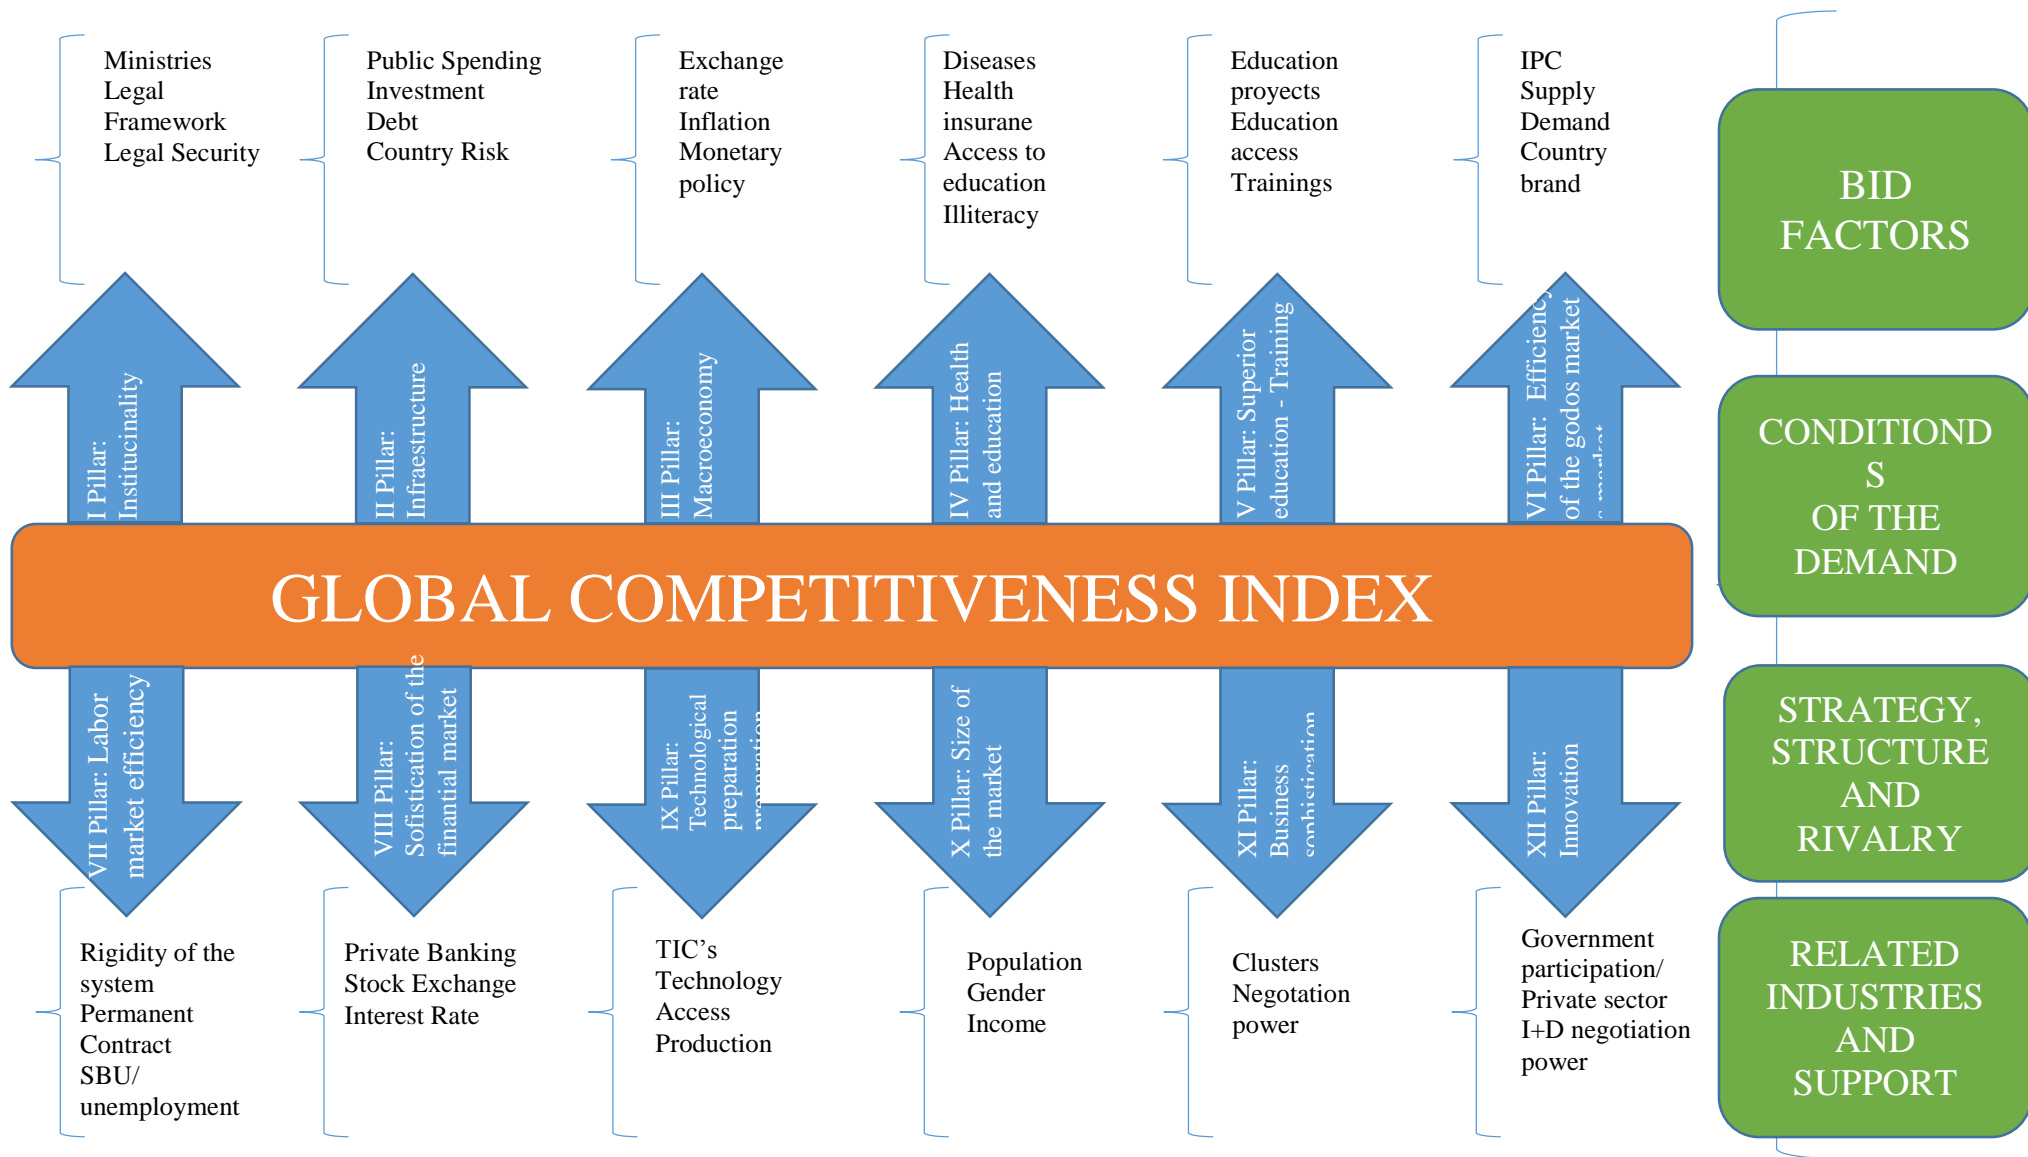 Ministries
Legal
Framework
Legal Security
Public Spending
Investment
Debt
Country Risk
Exchange
rate
Inflation
Monetary
policy
Diseases
Health
insurane
Access to
education
Illiteracy
Education
proyects
Education
access
Trainings
IPC
Supply
Demand
Country
brand
I Pillar:
Institucinality
II Pillar:
Infraestructure
III Pillar:
Macroeconomy
IV Pillar: Health
and education
V Pillar: Superior
education - Training
VI Pillar: Efficiency
of the godos market
s market
GLOBAL COMPETITIVENESS INDEX
VII Pillar: Labor
market efficiency
VIII Pillar:
Sofistication of the
finantial market
IX Pillar:
Technological
preparation
preparation
X Pillar: Size of
the market
XI Pillar:
Business
sophistication
XII Pillar:
Innovation
Rigidity of the
system
Permanent
Contract
SBU/
unemployment
Private Banking
Stock Exchange
Interest Rate
TIC’s
Technology
Access
Production
Population
Gender
Income
Clusters
Negotation
power
Government
participation/
Private sector
I+D negotiation
power
BID
FACTORS
CONDITIOND
S
OF THE
DEMAND
STRATEGY,
STRUCTURE
AND
RIVALRY
RELATED
INDUSTRIES
AND
SUPPORT